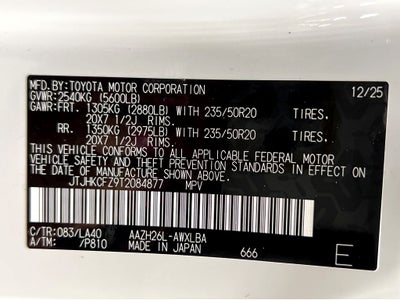 MFD.BY:TOYOTA MOTOR CORPORATION 12/25
GVWR:2540KG (5600LB)
GAWR:FRT. 1305KG (2880LB) WITH 235/50R20 TIRES.
20X7 1/2J RIMS.
RR. 1350KG (2975LB) WITH 235/50R20 TIRES.
20X7 1/2J RIMS.
THIS VEHICLE CONFORMS TO ALL APPLICABLE FEDERAL MOTOR
VEHICLE SAFETY AND THEFT PREVENTION STANDARDS IN EFFECT ON
THE DATE OF MANUFACTURE SHOWN ABOVE.
JTJHKCFZ9T2084877 MPV
C/TR:083/LA40 AAZH26L-AWXLBA
A/TM: /P810 MADE IN JAPAN 666 E